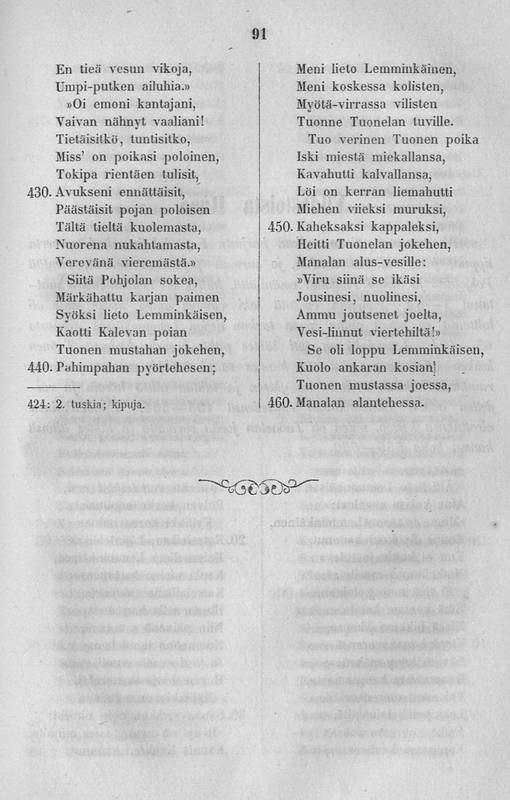 91
En tieä vesun vikoja,
Umpi-putken ailuhia.»
»Oi emoni kantajani,
Vaivan nähnyt vaaliani!
Tietäisitkö, tuntisitko,
Miss' on poikasi poloinen,
Tokipa rientäen tulisit,
430. Avukseni ennättäisit,
Päästäisit pojan poloisen
Tältä tieltä kuolemasta,
Nuorena nukahtamasta,
Verevänä vieremästä.»
Siitä Pohjolan sokea,
Märkähattu karjan paimen
Syöksi lieto Lemminkäisen,
Kaotti Kalevan poian
Tuonen mustahan jokehen,
440. Pahimpahan pyörtehesen;
424: 2. tuskia; kipuja.
Meni lieto Lemminkäinen,
Meni koskessa kolisten,
Myötä-virrassa vilisten
Tuonne Tuonelan tuville.
Tuo verinen Tuonen poika
Iski miestä miekallansa,
Kavahutti kalvallansa,
Löi on kerran liemahutti
Miehen viieksi muruksi,
450. Kaheksaksi kappaleksi,
Heitti Tuonelan jokehen,
Manalan alus-vesille:
»Viru siinä se ikäsi
Jousinesi, nuolinesi,
Ammu joutsenet joelta,
Vesi-linnut viertehiltä!»
Se oli loppu Lemminkäisen,
Kuolo ankaran kosian!
Tuonen mustassa joessa,
460. Manalan alantehessa.